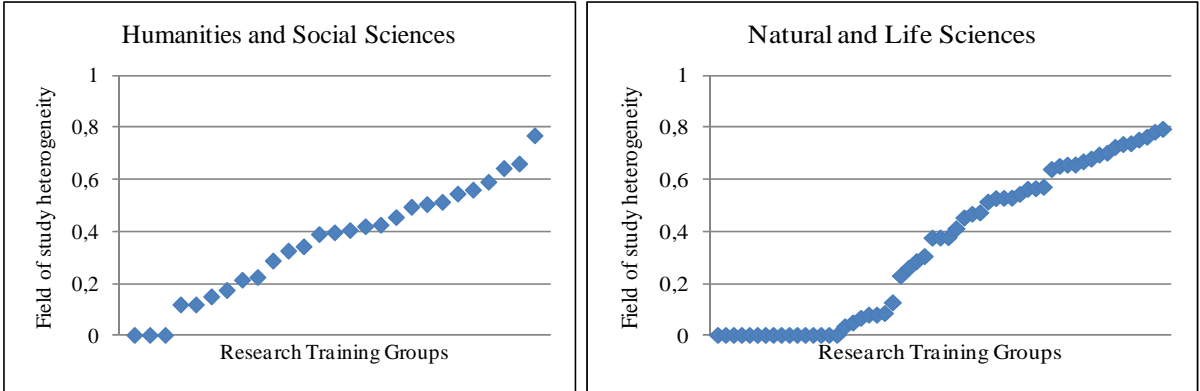 Humanities and Social Sciences
Field of study heterogeneity
1
0,8
0,6
0,4
0,2
0
Research Training Groups
Natural and Life Sciences
Field of study heterogeneity
1
0,8
0,6
0,4
0,2
0
Research Training Groups